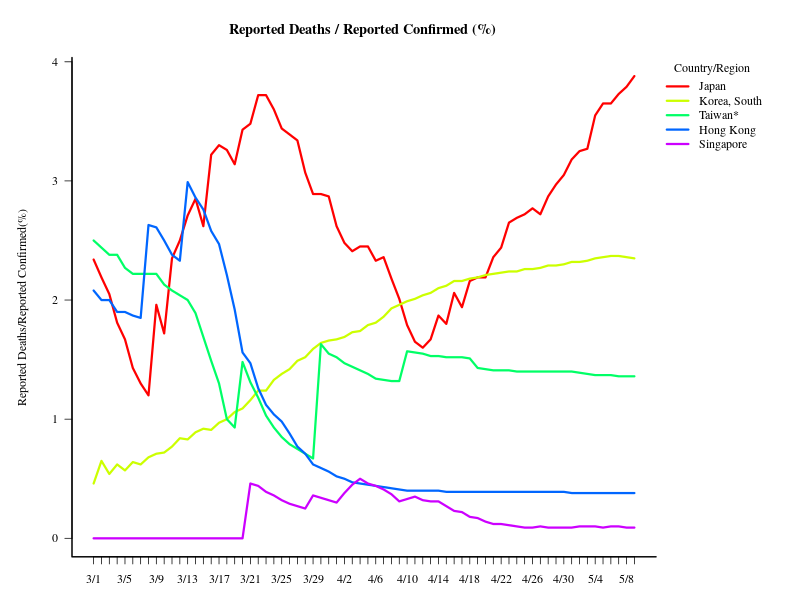 Reported Deaths / Reported Confirmed (%)
Country/Region
Japan
Korea, South
Taiwan*
Hong Kong
Singapore
Reported Deaths/Reported Confirmed(%)
4
3
2
1
0
3/1 3/5 3/9 3/13 3/17 3/21 3/25 3/29 4/2 4/6 4/10 4/14 4/18 4/22 4/26 4/30 5/4 5/8